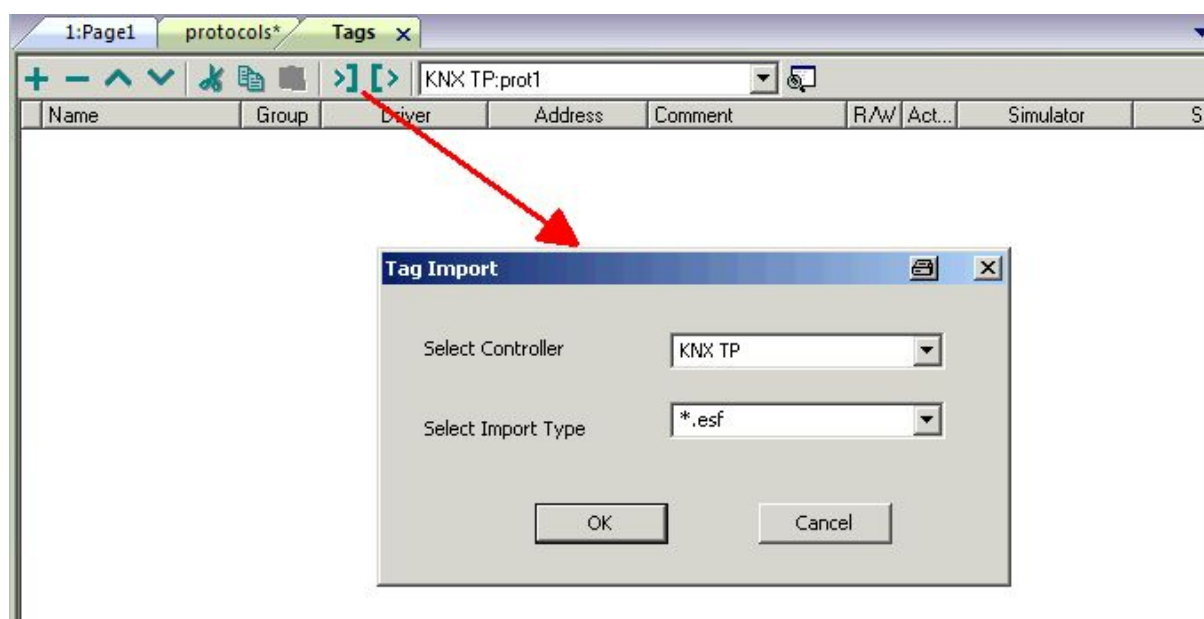 1:Page1 protocols* Tags
KNX TP:prot1
Name Group Driver Address Comment R/W Act... Simulator S
Tag Import
Select Controller KNX TP
Select Import Type *.esf
OK Cancel